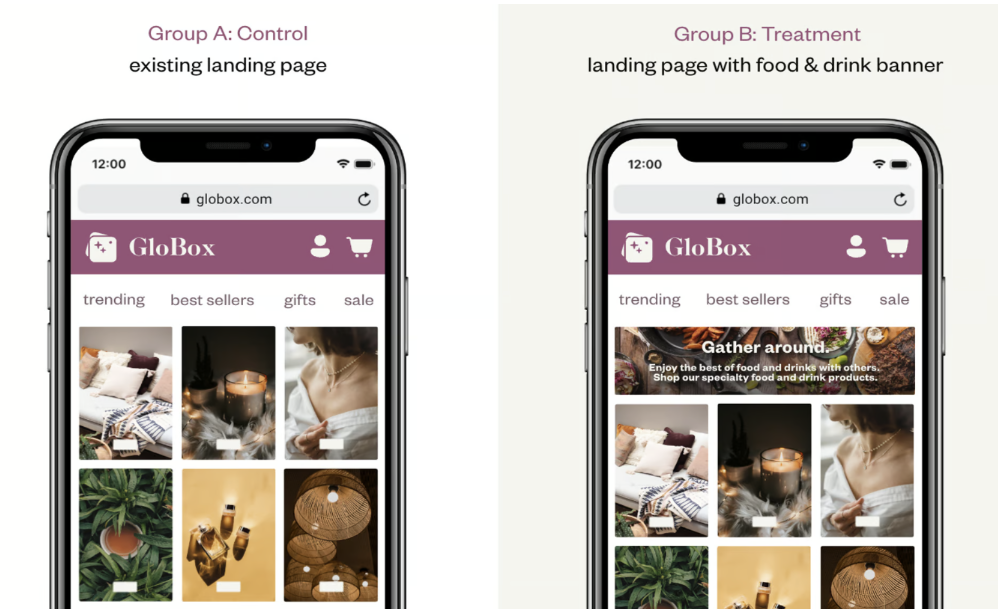 Group A: Control
existing landing page
12:00
globox.com
GloBox
trending best sellers gifts sale
Group B: Treatment
landing page with food & drink banner
12:00
globox.com
GloBox
trending best sellers gifts sale
Gather around.
Enjoy the best of food and drinks with others.
Shop our specialty food and drink products.